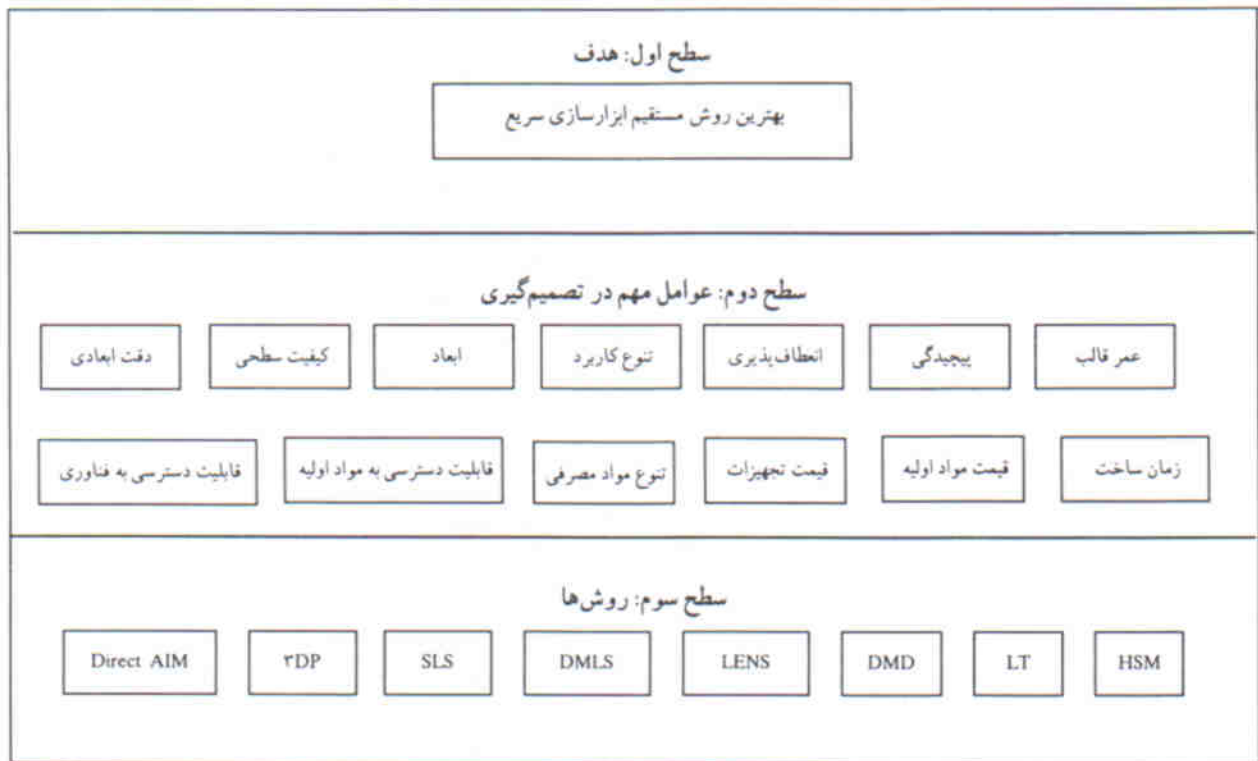 سطح اول: هدف
بهترین روش مستقیم ابزارسازی سریع
سطح دوم: عوامل مهم در تصمیم‌گیری
عمر قالب
پیچیدگی
انعطاف‌پذیری
تنوع کاربرد
ابعاد
کیفیت سطحی
دقت ابعادی
زمان ساخت
قیمت مواد اولیه
قیمت تجهیزات
تنوع مواد مصرفی
قابلیت دسترسی به مواد اولیه
قابلیت دسترسی به فناوری
سطح سوم: روش‌ها
HSM
LT
DMD
LENS
DMLS
SLS
۳DP
Direct AIM